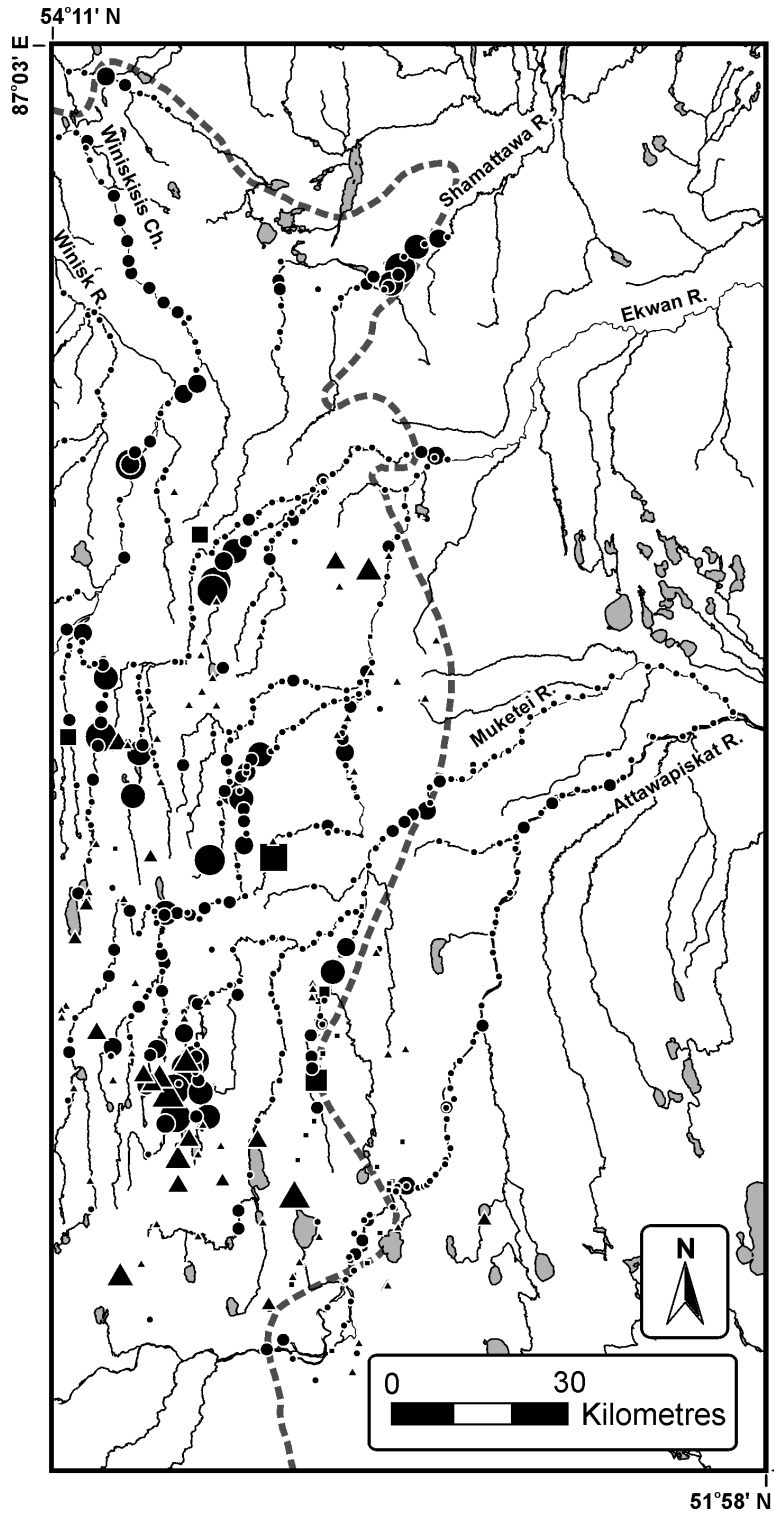 54°11' N
87°03' E
Winiskisis Ch.
Shamattawa R.
Winisk R.
Ekwan R.
Muketei R.
Attawapiskat R.
N
0 30
Kilometres
51°58' N